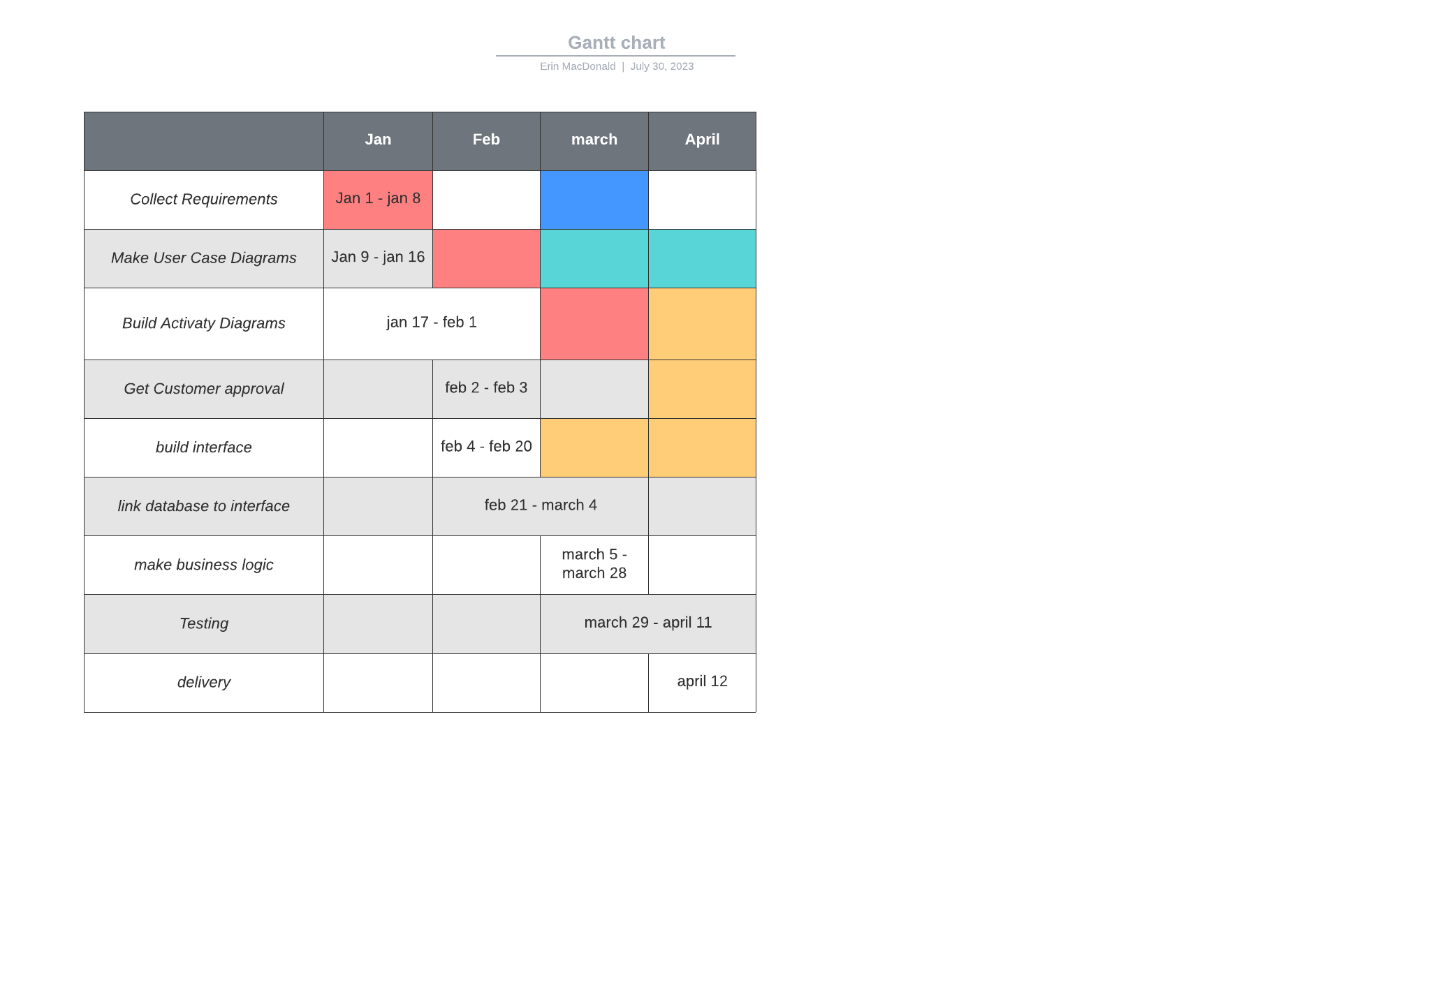 Gantt chart
Erin MacDonald | July 30, 2023
Jan Feb march April
Collect Requirements Jan 1 - jan 8
Make User Case Diagrams Jan 9 - jan 16
Build Activaty Diagrams jan 17 - feb 1
Get Customer approval feb 2 - feb 3
build interface feb 4 - feb 20
link database to interface feb 21 - march 4
make business logic march 5 -
march 28
Testing march 29 - april 11
delivery april 12